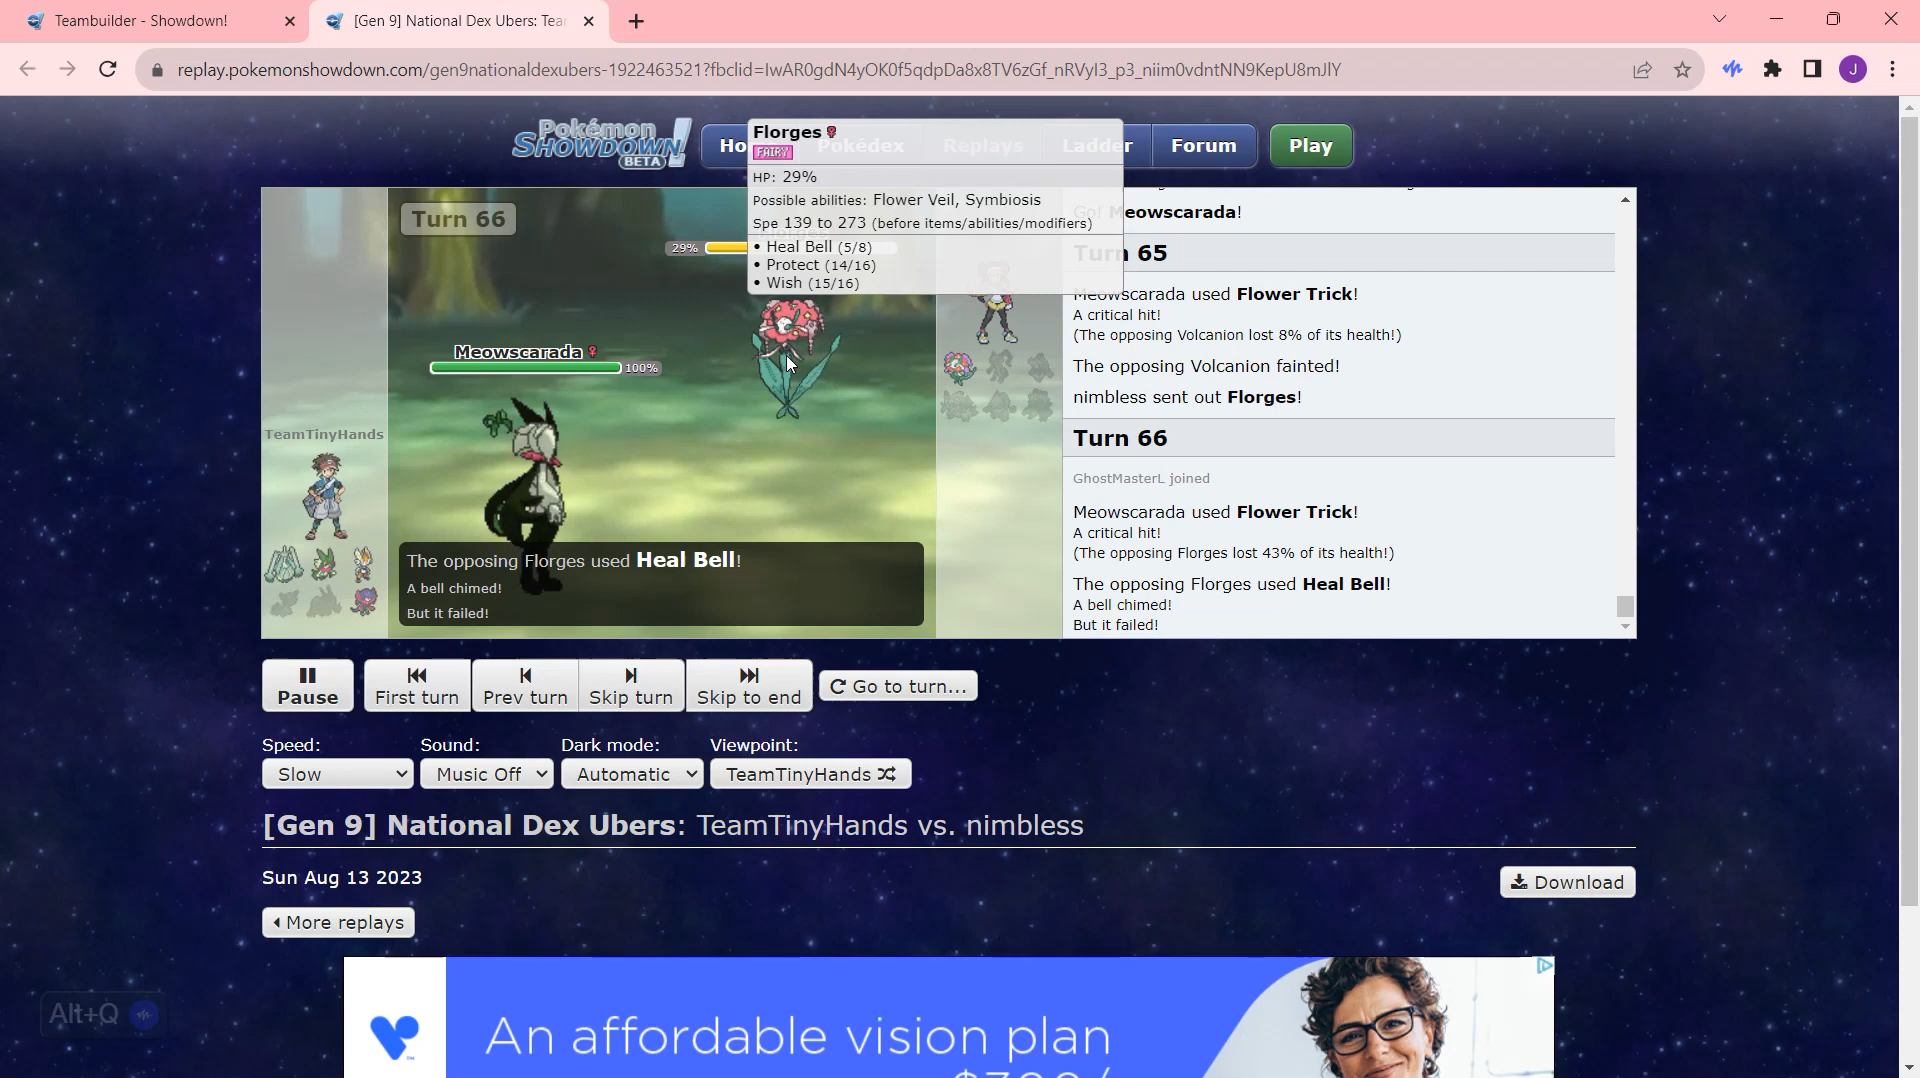 Teambuilder - Showdown!
[Gen 9] National Dex Ubers: Tea
replay.pokemonshowdown.com/gen9nationaldexubers-1922463521?fbclid=IwAR0gdN4yOK0f5qdpDa8x8TV6zGf_nRVyI3_p3_niim0vdntNN9KepU8mJlY
J
Pokémon
SHOWDOWN!
BETA
Ho
Pokédex
Replays
Ladder
Forum
Play
Florges
FAIRY
HP: 29%
Possible abilities: Flower Veil, Symbiosis
Spe 139 to 273 (before items/abilities/modifiers)
• Heal Bell (5/8)
• Protect (14/16)
• Wish (15/16)
Turn 66
29%
Meowscarada
100%
TeamTinyHands
The opposing Florges used Heal Bell!
A bell chimed!
But it failed!
Go! Meowscarada!
Turn 65
Meowscarada used Flower Trick!
A critical hit!
(The opposing Volcanion lost 8% of its health!)
The opposing Volcanion fainted!
nimbless sent out Florges!
Turn 66
GhostMasterL joined
Meowscarada used Flower Trick!
A critical hit!
(The opposing Florges lost 43% of its health!)
The opposing Florges used Heal Bell!
A bell chimed!
But it failed!
Pause
First turn
Prev turn
Skip turn
Skip to end
Go to turn...
Speed:
Sound:
Dark mode:
Viewpoint:
Slow
Music Off
Automatic
TeamTinyHands
[Gen 9] National Dex Ubers: TeamTinyHands vs. nimbless
Sun Aug 13 2023
Download
More replays
Alt+Q
An affordable vision plan